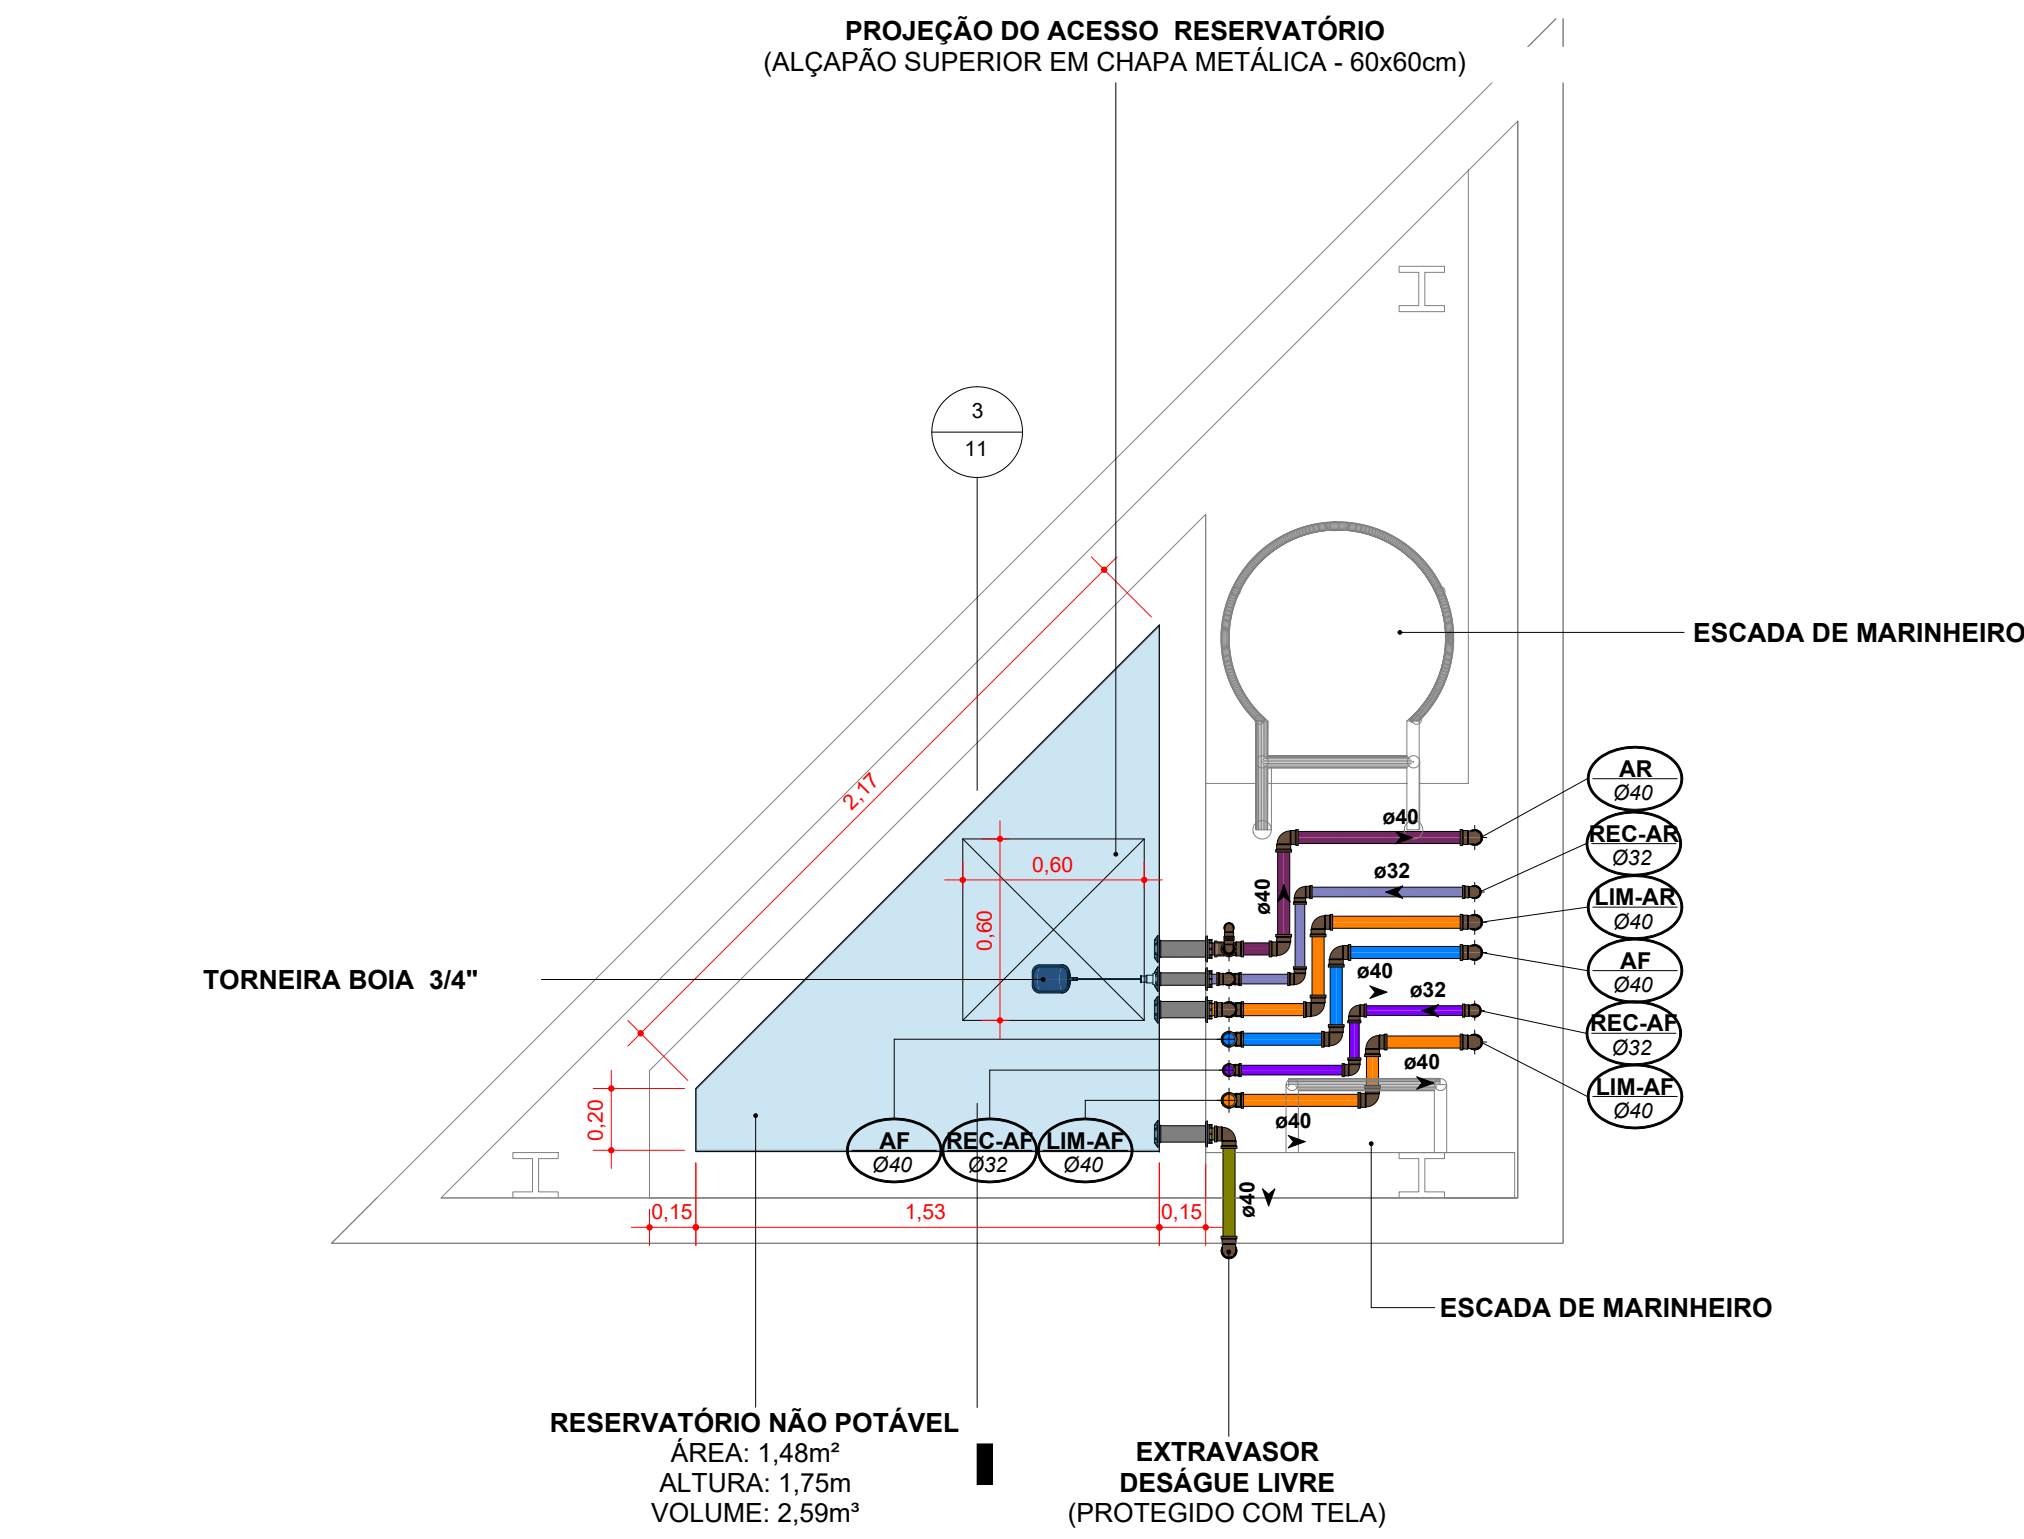 PROJEÇÃO DO ACESSO RESERVATÓRIO
(ALÇAPÃO SUPERIOR EM CHAPA METÁLICA - 60x60cm)
3
11
ESCADA DE MARINHEIRO
2,17
AR
Ø40
ø40
REC-AR
Ø32
ø32
0,60
ø40
LIM-AR
Ø40
0,60
AF
Ø40
TORNEIRA BOIA 3/4"
ø40
ø32
REC-AF
Ø32
ø40
LIM-AF
Ø40
0,20
ø40
AF
Ø40
REC-AF
Ø32
LIM-AF
Ø40
ø40
0,15
1,53
0,15
ESCADA DE MARINHEIRO
RESERVATÓRIO NÃO POTÁVEL
ÁREA: 1,48m²
ALTURA: 1,75m
VOLUME: 2,59m³
EXTRAVASOR
DESÁGUE LIVRE
(PROTEGIDO COM TELA)